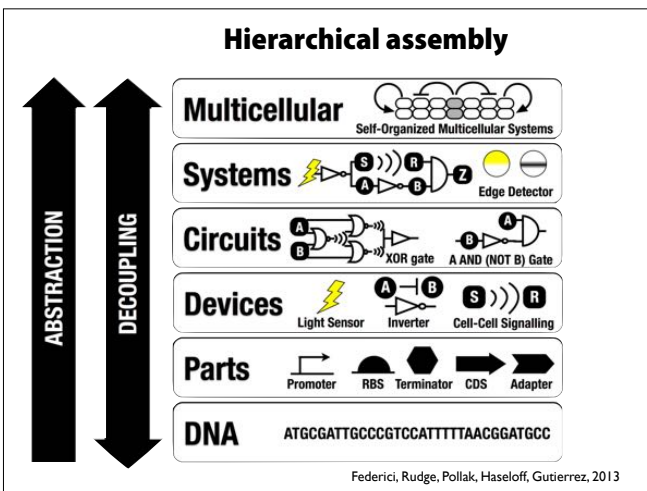 Hierarchical assembly
ABSTRACTION
DECOUPLING
Multicellular
Self-Organized Multicellular Systems
Systems
S R
A B
Z
Edge Detector
Circuits
A
B
XOR gate
A
B
A AND (NOT B) Gate
Devices
Light Sensor
A B
Inverter
S R
Cell-Cell Signalling
Parts
Promoter RBS Terminator CDS Adapter
DNA
ATGCGATTGCCCGTCCATTTTTAACGGATGCC
Federici, Rudge, Pollak, Haseloff, Gutierrez, 2013